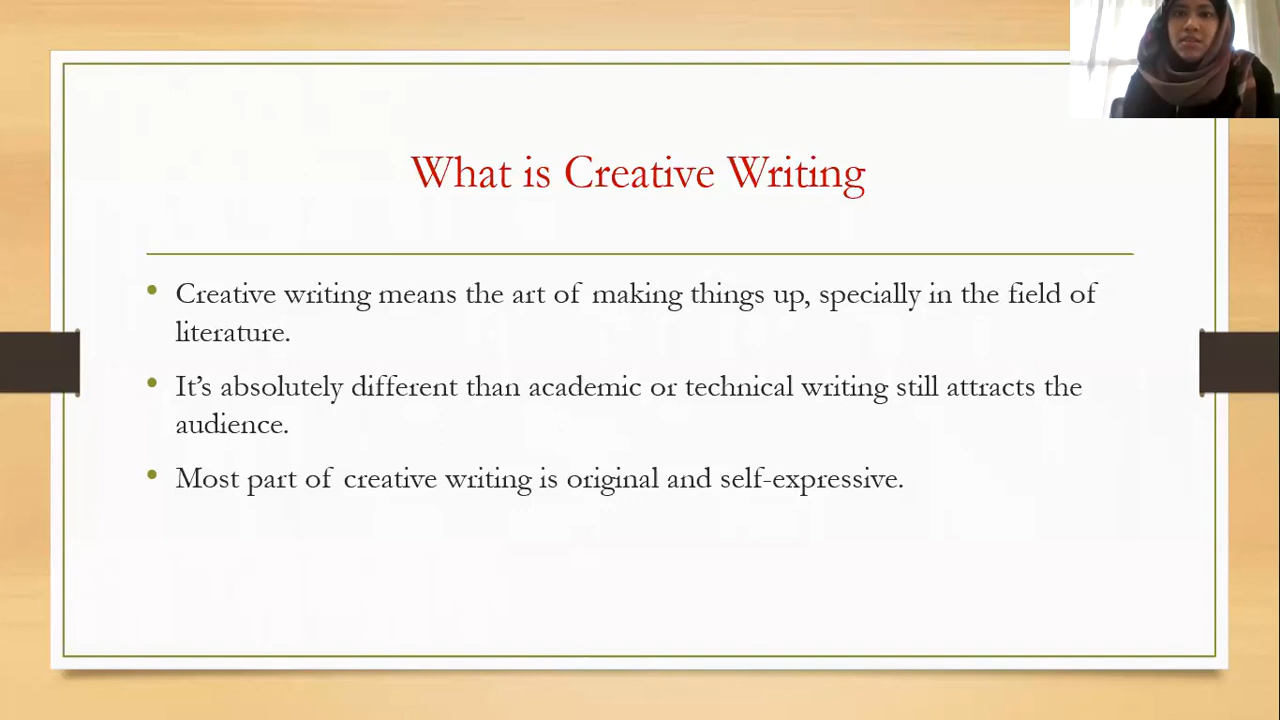 What is Creative Writing
• Creative writing means the art of making things up, specially in the field of
literature.
• It’s absolutely different than academic or technical writing still attracts the
audience.
• Most part of creative writing is original and self-expressive.